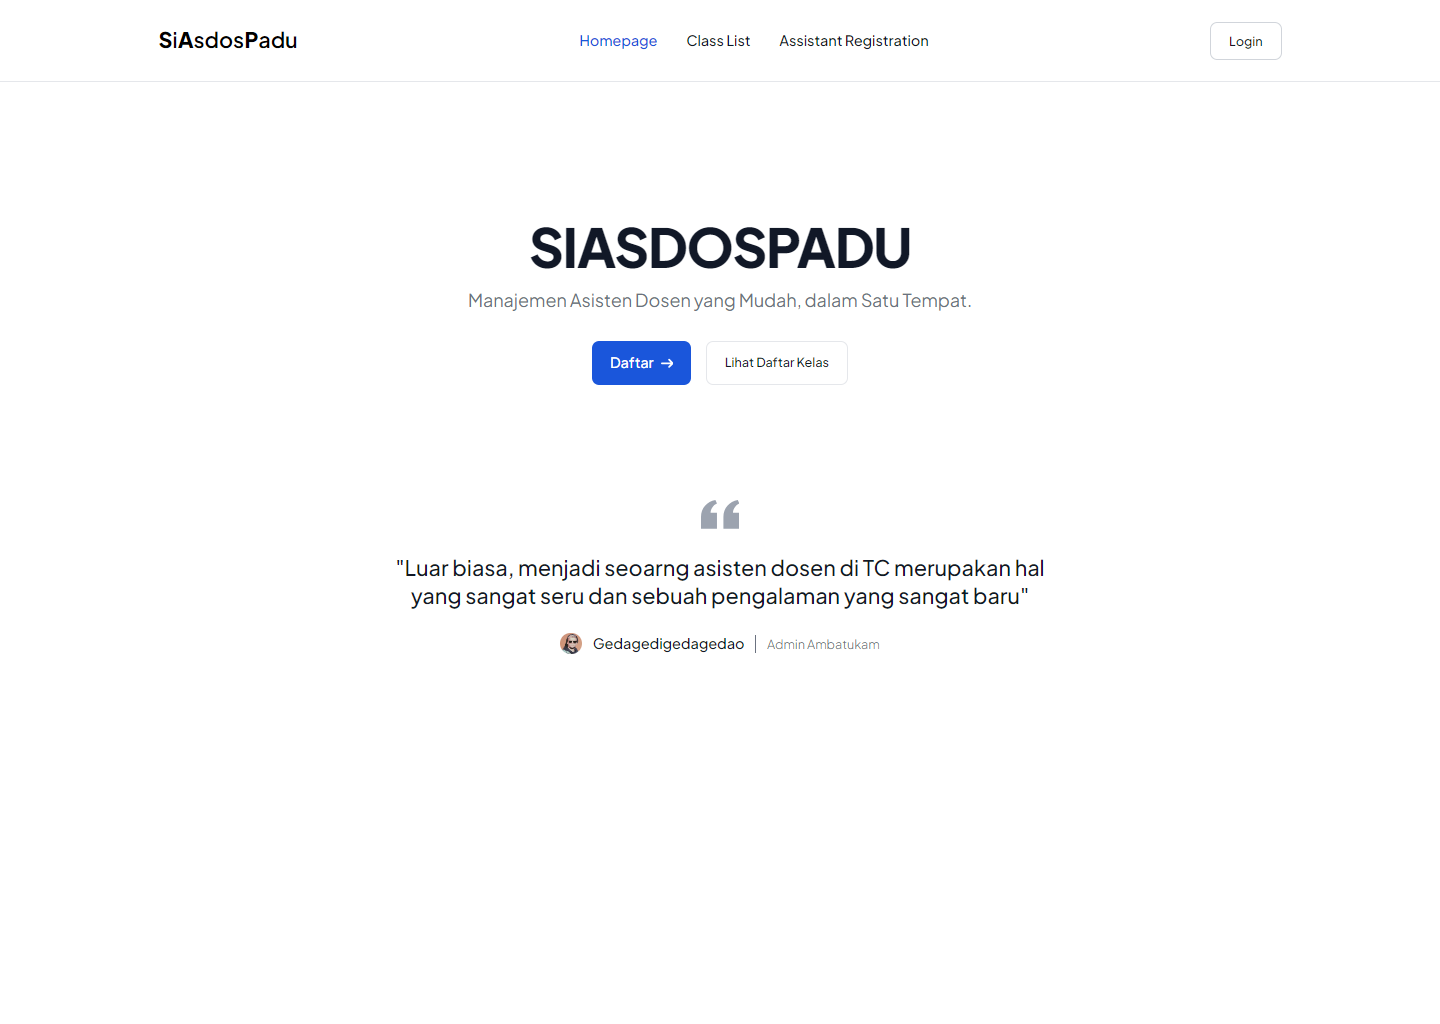 SiAsdosPadu
Homepage
Class List
Assistant Registration
Login
SIASDOSPADU
Manajemen Asisten Dosen yang Mudah, dalam Satu Tempat.
Daftar →
Lihat Daftar Kelas
"Luar biasa, menjadi seoarng asisten dosen di TC merupakan hal
yang sangat seru dan sebuah pengalaman yang sangat baru"
Gedagedigedagedao
Admin Ambatukam